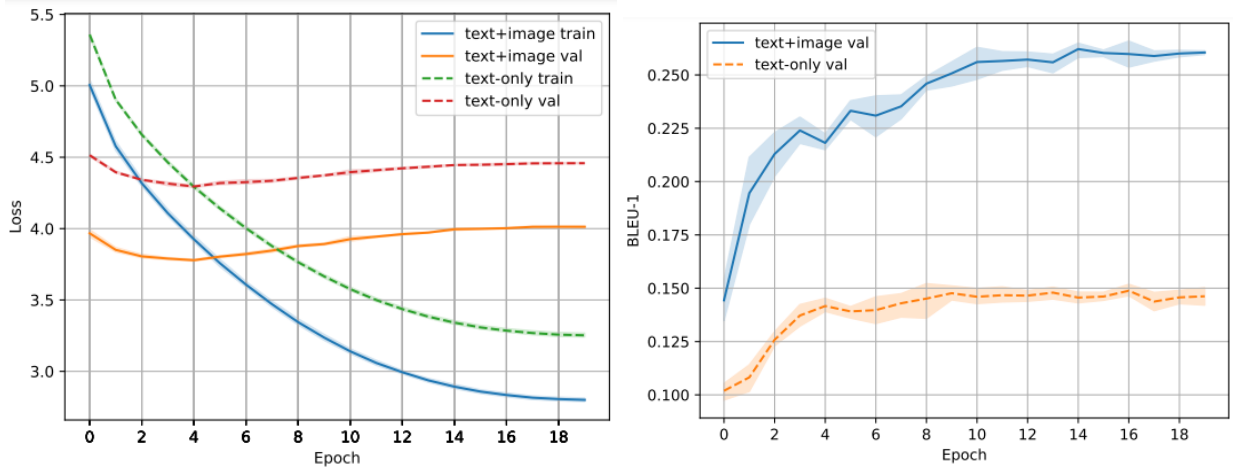 5.5
5.0
4.5
4.0
3.5
3.0
Loss
0 2 4 6 8 10 12 14 16 18
Epoch
text+image train
text+image val
text-only train
text-only val
0.250
0.225
0.200
0.175
0.150
0.125
0.100
BLEU-1
0 2 4 6 8 10 12 14 16 18
Epoch
text+image val
text-only val